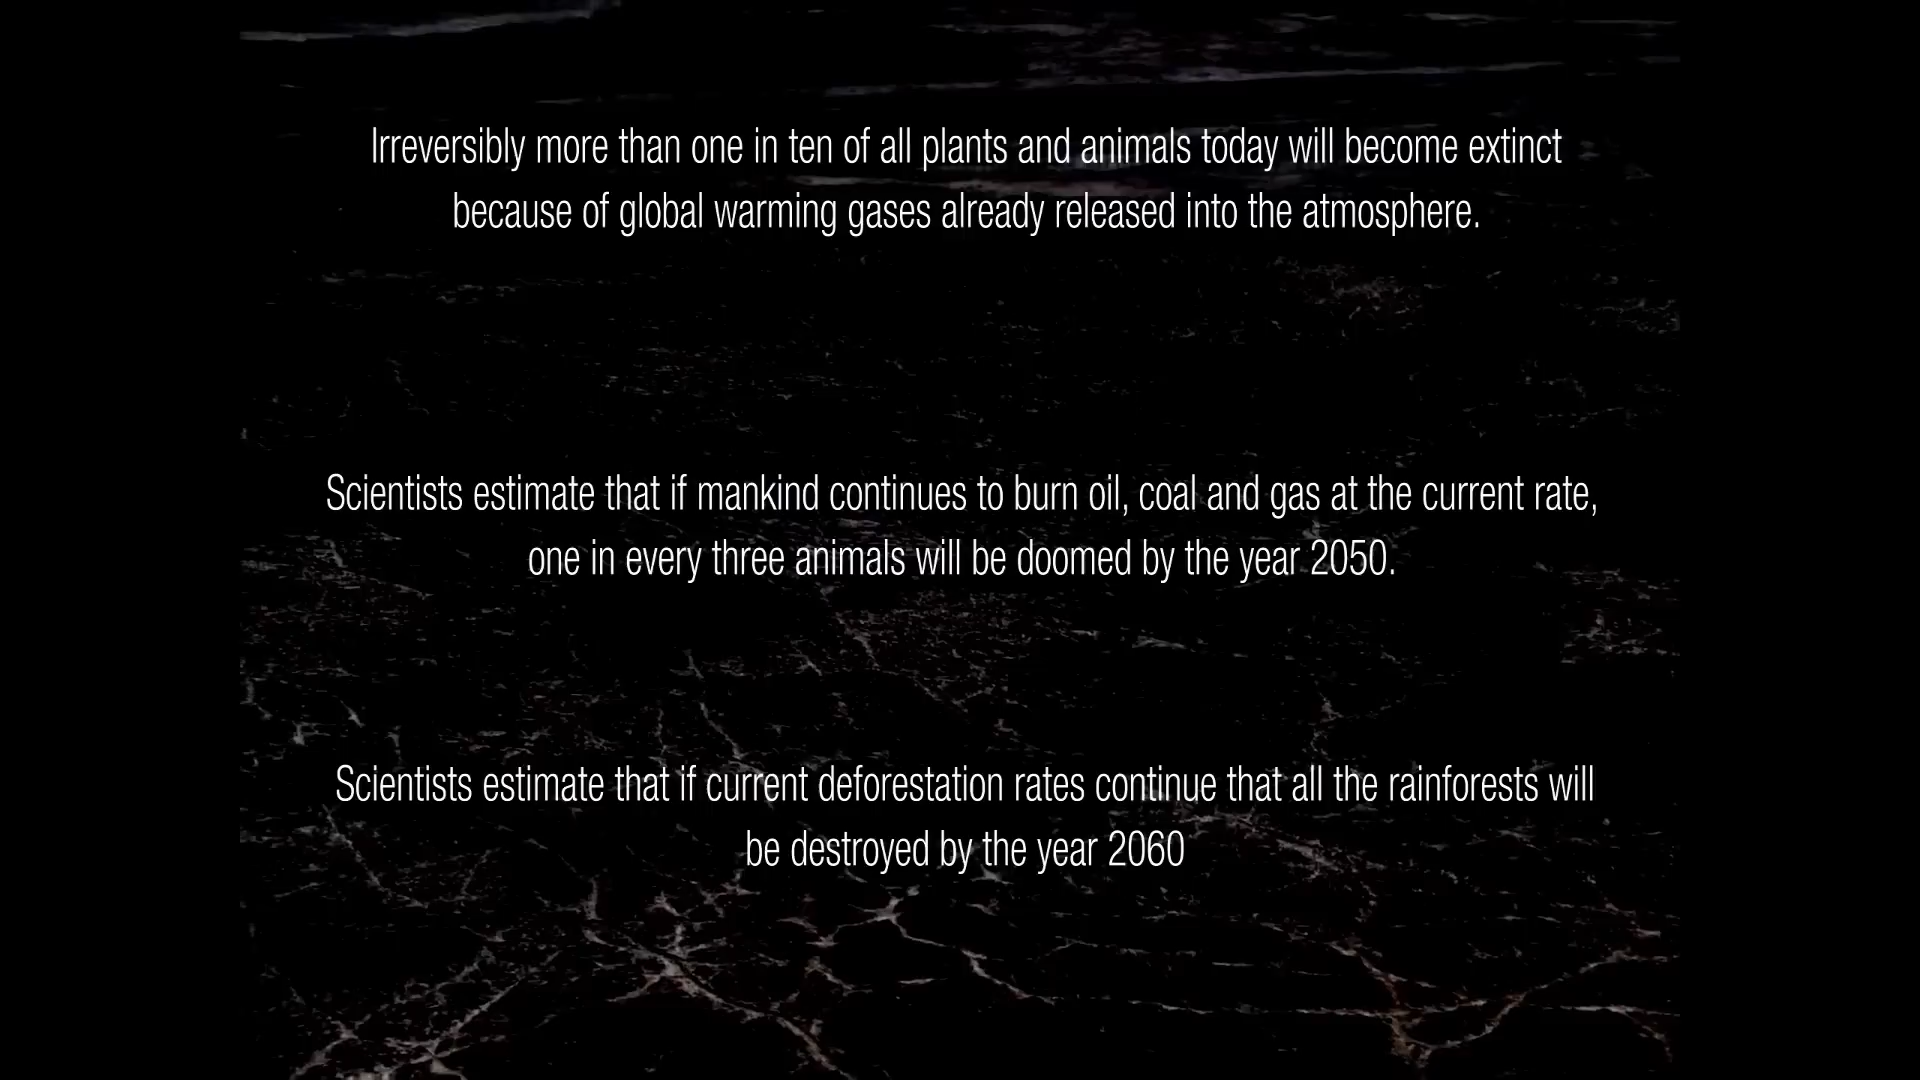 Irreversibly more than one in ten of all plants and animals today will become extinct
because of global warming gases already released into the atmosphere.
Scientists estimate that if mankind continues to burn oil, coal and gas at the current rate,
one in every three animals will be doomed by the year 2050.
Scientists estimate that if current deforestation rates continue that all the rainforests will
be destroyed by the year 2060